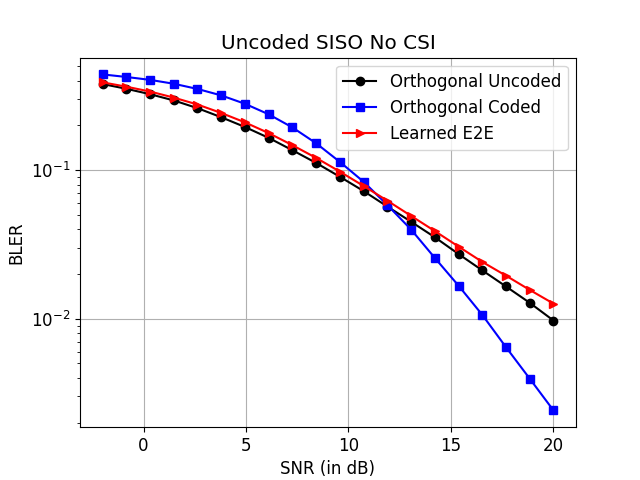 Uncoded SISO No CSI
Orthogonal Uncoded
Orthogonal Coded
Learned E2E
10⁻¹
10⁻²
BLER
0 5 10 15 20
SNR (in dB)